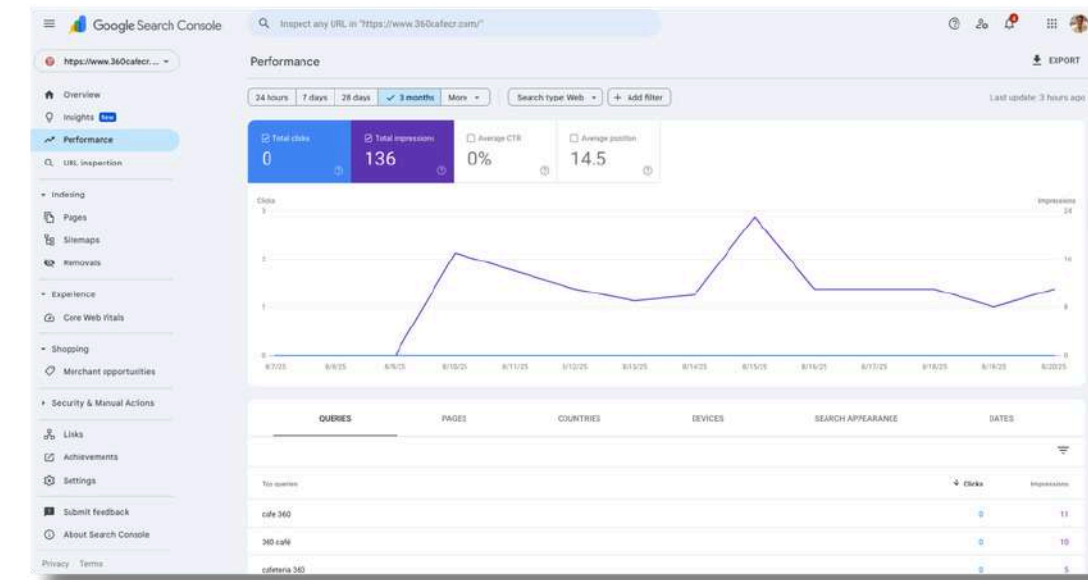 Google Search Console
Inspect any URL in "https://www.360cafecr.com/"
https://www.360cafecr....
Performance
EXPORT
Overview
Insights New
Performance
URL inspection
Indexing
Pages
Sitemaps
Removals
Experience
Core Web Vitals
Shopping
Merchant opportunities
Security & Manual Actions
Links
Achievements
Settings
Submit feedback
About Search Console
Privacy Terms
24 hours 7 days 28 days 3 months More Search type: Web + Add filter Last update: 3 hours ago
Total clicks Total impressions Average CTR Average position
0 136 0% 14.5
Clicks Impressions
3 24
2 16
1 8
0 0
8/7/25 8/8/25 8/9/25 8/10/25 8/11/25 8/12/25 8/13/25 8/14/25 8/15/25 8/16/25 8/17/25 8/18/25 8/19/25 8/20/25
QUERIES PAGES COUNTRIES DEVICES SEARCH APPEARANCE DATES
Top queries Clicks Impressions
cafe 360 0 11
360 café 0 10
cafeteria 360 0 5